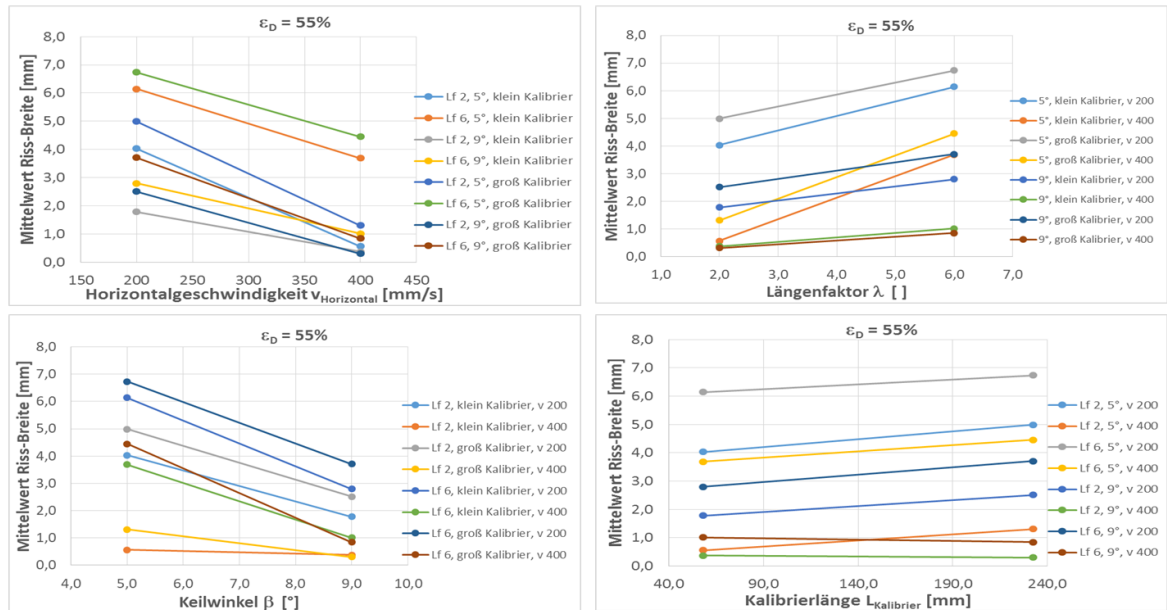 ε_D = 55%
Mittelwert Riss-Breite [mm]
8,0
7,0
6,0
5,0
4,0
3,0
2,0
1,0
0,0
150 200 250 300 350 400 450
Horizontalgeschwindigkeit v_Horizontal [mm/s]
Lf 2, 5°, klein Kalibrier
Lf 6, 5°, klein Kalibrier
Lf 2, 9°, klein Kalibrier
Lf 6, 9°, klein Kalibrier
Lf 2, 5°, groß Kalibrier
Lf 6, 5°, groß Kalibrier
Lf 2, 9°, groß Kalibrier
Lf 6, 9°, groß Kalibrier
ε_D = 55%
Mittelwert Riss-Breite [mm]
8,0
7,0
6,0
5,0
4,0
3,0
2,0
1,0
0,0
1,0 2,0 3,0 4,0 5,0 6,0 7,0
Längenfaktor λ [ ]
5°, klein Kalibrier, v 200
5°, klein Kalibrier, v 400
5°, groß Kalibrier, v 200
5°, groß Kalibrier, v 400
9°, klein Kalibrier, v 200
9°, klein Kalibrier, v 400
9°, groß Kalibrier, v 200
9°, groß Kalibrier, v 400
ε_D = 55%
Mittelwert Riss-Breite [mm]
8,0
7,0
6,0
5,0
4,0
3,0
2,0
1,0
0,0
4,0 5,0 6,0 7,0 8,0 9,0 10,0
Keilwinkel β [°]
Lf 2, klein Kalibrier, v 200
Lf 2, klein Kalibrier, v 400
Lf 2, groß Kalibrier, v 200
Lf 2, groß Kalibrier, v 400
Lf 6, klein Kalibrier, v 200
Lf 6, klein Kalibrier, v 400
Lf 6, groß Kalibrier, v 200
Lf 6, groß Kalibrier, v 400
ε_D = 55%
Mittelwert Riss-Breite [mm]
8,0
7,0
6,0
5,0
4,0
3,0
2,0
1,0
0,0
40,0 90,0 140,0 190,0 240,0
Kalibrierlänge L_Kalibrier [mm]
Lf 2, 5°, v 200
Lf 2, 5°, v 400
Lf 6, 5°, v 200
Lf 6, 5°, v 400
Lf 2, 9°, v 200
Lf 2, 9°, v 400
Lf 6, 9°, v 200
Lf 6, 9°, v 400